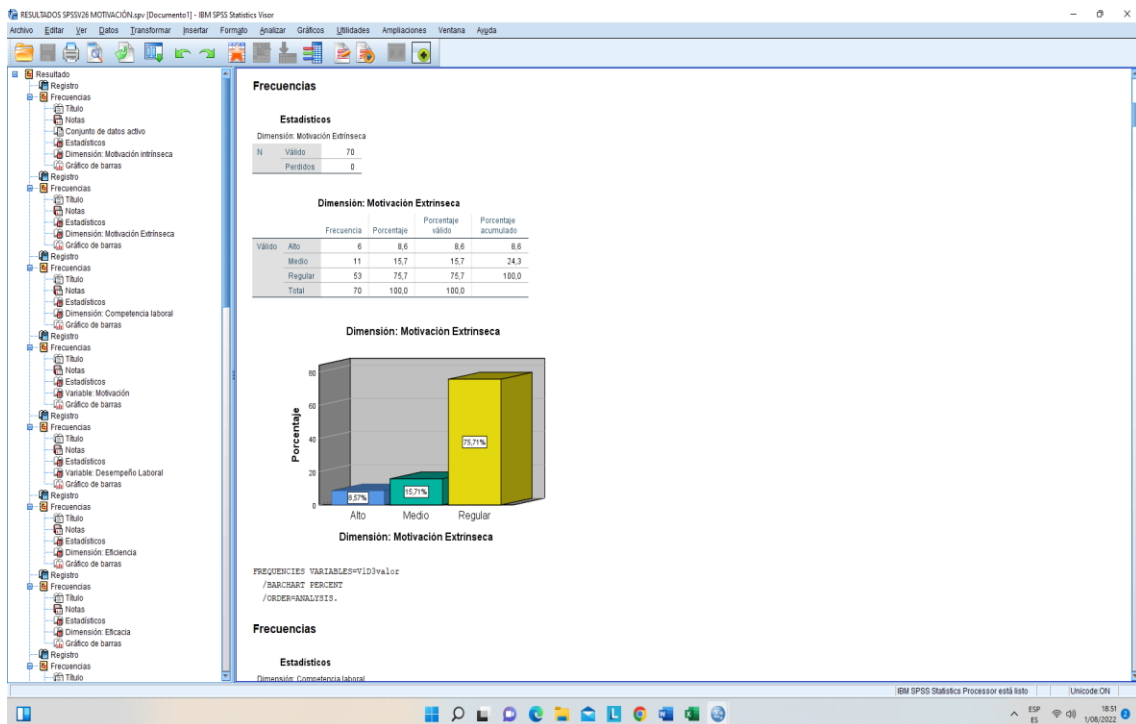 RESULTADOS SPSSV26 MOTIVACIÓN.spv [Documento1] - IBM SPSS Statistics Visor
Archivo Editar Ver Datos Transformar Insertar Formato Analizar Gráficos Utilidades Ampliaciones Ventana Ayuda
Resultado
Registro
Frecuencias
Título
Notas
Conjunto de datos activo
Estadísticos
Dimensión: Motivación intrínseca
Gráfico de barras
Registro
Frecuencias
Título
Notas
Estadísticos
Dimensión: Motivación Extrínseca
Gráfico de barras
Registro
Frecuencias
Título
Notas
Estadísticos
Dimensión: Competencia laboral
Gráfico de barras
Registro
Frecuencias
Título
Notas
Estadísticos
Variable: Motivación
Gráfico de barras
Registro
Frecuencias
Título
Notas
Estadísticos
Variable: Desempeño Laboral
Gráfico de barras
Registro
Frecuencias
Título
Notas
Estadísticos
Dimensión: Eficiencia
Gráfico de barras
Registro
Frecuencias
Título
Notas
Estadísticos
Dimensión: Eficacia
Gráfico de barras
Registro
Frecuencias
Título
Frecuencias
Estadísticos
Dimensión: Motivación Extrínseca
N Válido 70
Perdidos 0
Dimensión: Motivación Extrínseca
Frecuencia Porcentaje Porcentaje válido Porcentaje acumulado
Válido Alto 6 8,6 8,6 8,6
Medio 11 15,7 15,7 24,3
Regular 53 75,7 75,7 100,0
Total 70 100,0 100,0
Dimensión: Motivación Extrínseca
Porcentaje
80
60
40
20
0
8,57%
15,71%
75,71%
Alto Medio Regular
Dimensión: Motivación Extrínseca
FREQUENCIES VARIABLES=V1D3valor
/BARCHART PERCENT
/ORDER=ANALYSIS.
Frecuencias
Estadísticos
Dimensión: Competencia laboral
IBM SPSS Statistics Processor está listo Unicode:ON
ESP
ES
18:51
1/08/2022
2